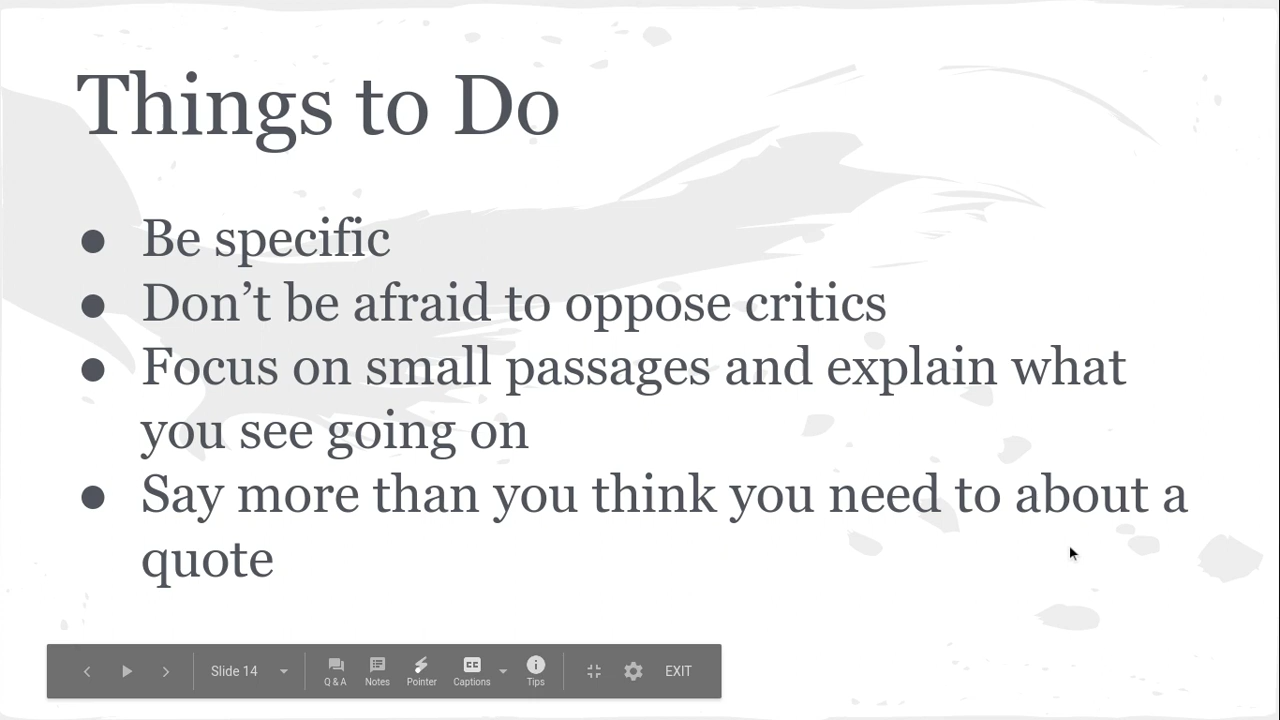 Things to Do
● Be specific
● Don’t be afraid to oppose critics
● Focus on small passages and explain what
you see going on
● Say more than you think you need to about a
quote
Slide 14 Q & A Notes Pointer CC Captions Tips EXIT